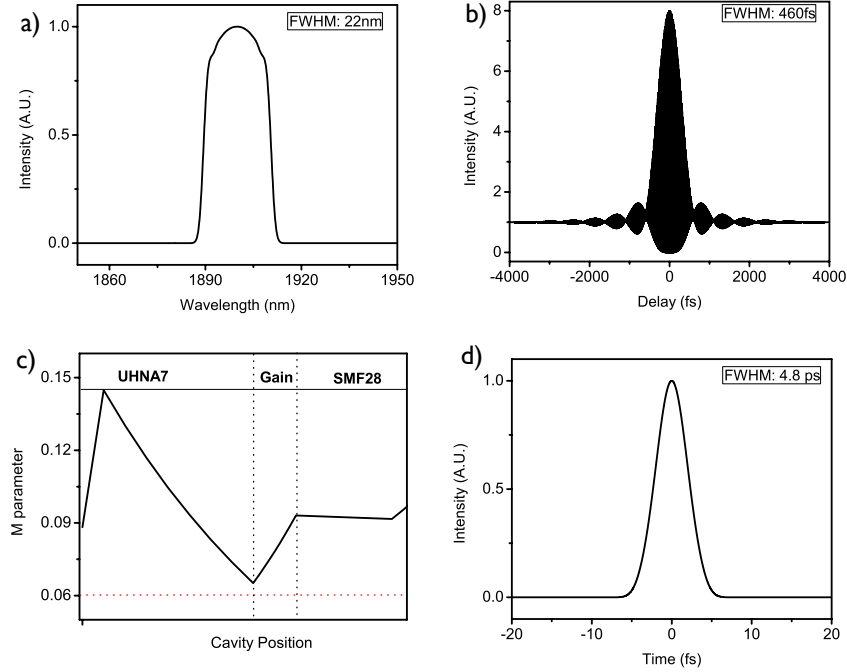 a)
FWHM: 22nm
1.0
0.5
0.0
Intensity (A.U.)
1860 1890 1920 1950
Wavelength (nm)
b)
FWHM: 460fs
8
6
4
2
0
Intensity (A.U.)
-4000 -2000 0 2000 4000
Delay (fs)
c)
UHNA7 Gain SMF28
0.15
0.12
0.09
0.06
M parameter
Cavity Position
d)
FWHM: 4.8 ps
1.0
0.5
0.0
Intensity (A.U.)
-20 -10 0 10 20
Time (fs)